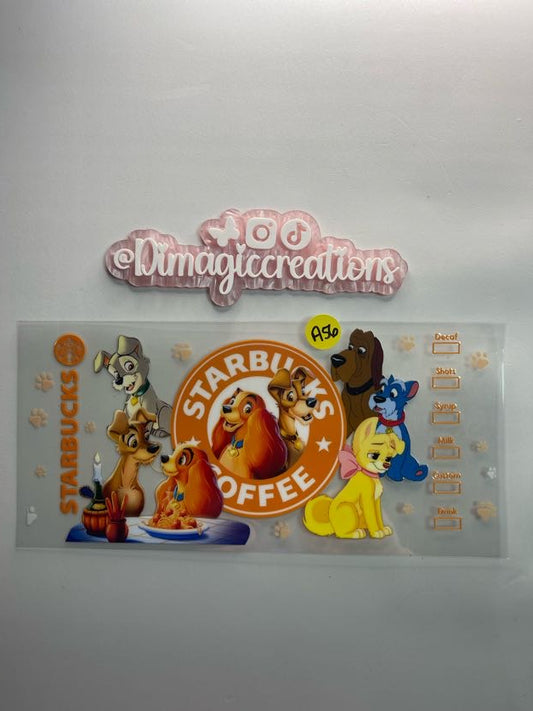 @Dimagiccreations
A56
STARBUCKS
STARBUCKS
COFFEE
Decaf
Shots
Syrup
Milk
Custom
Drink